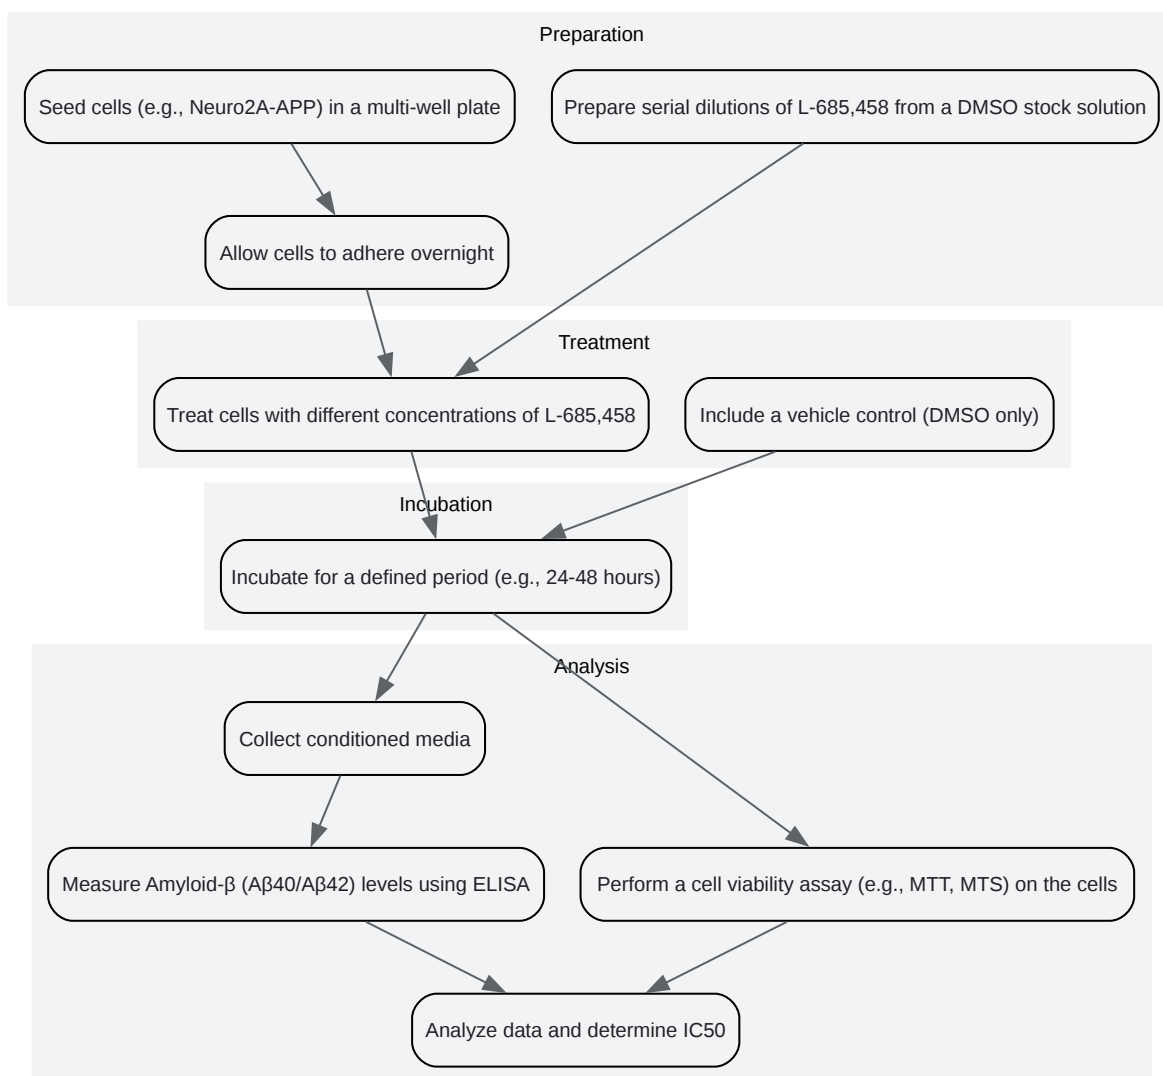 Preparation
Seed cells (e.g., Neuro2A-APP) in a multi-well plate
Prepare serial dilutions of L-685,458 from a DMSO stock solution
Allow cells to adhere overnight
Treatment
Treat cells with different concentrations of L-685,458
Include a vehicle control (DMSO only)
Incubation
Incubate for a defined period (e.g., 24-48 hours)
Analysis
Collect conditioned media
Measure Amyloid-β (Aβ40/Aβ42) levels using ELISA
Perform a cell viability assay (e.g., MTT, MTS) on the cells
Analyze data and determine IC50